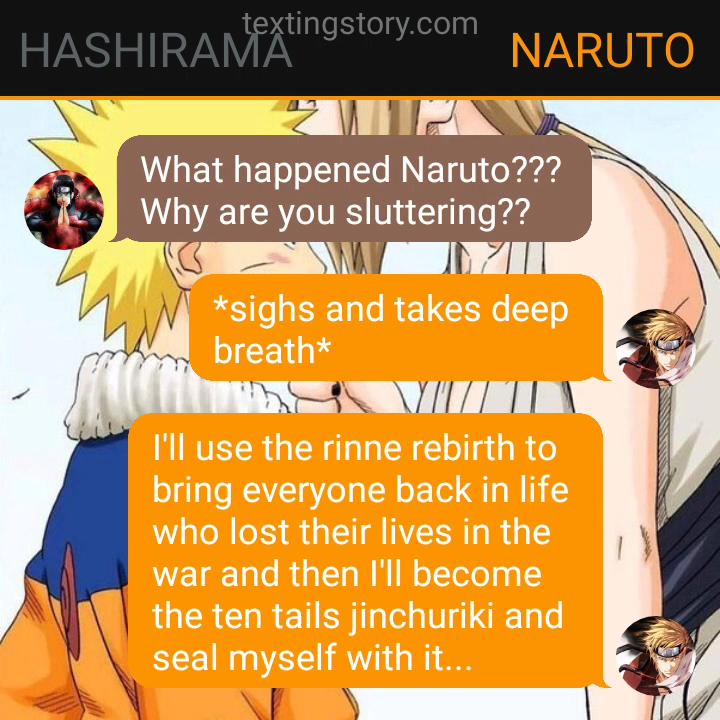 textingstory.com
HASHIRAMA
NARUTO
What happened Naruto???
Why are you sluttering??
*sighs and takes deep
breath*
I'll use the rinne rebirth to
bring everyone back in life
who lost their lives in the
war and then I'll become
the ten tails jinchuriki and
seal myself with it...